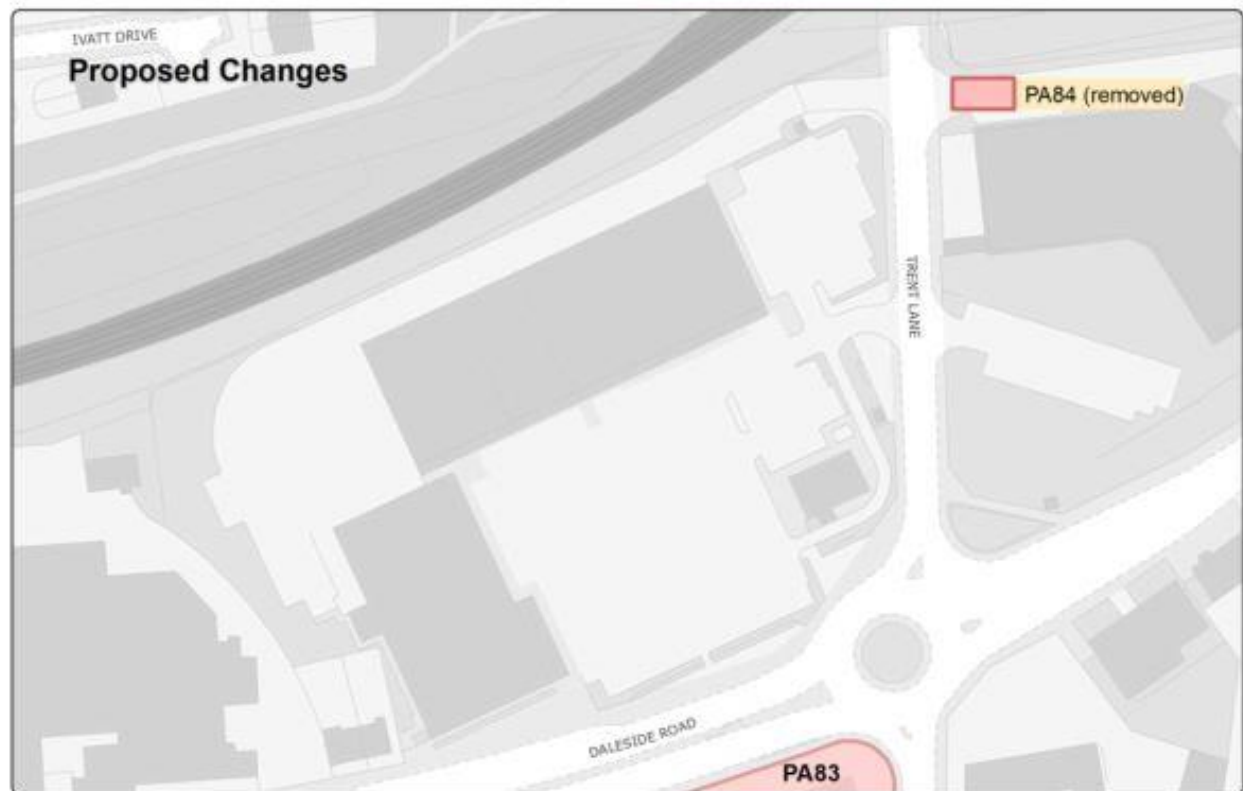 IVATT DRIVE
Proposed Changes
PA84 (removed)
TRENT LANE
DALESIDE ROAD
PA83